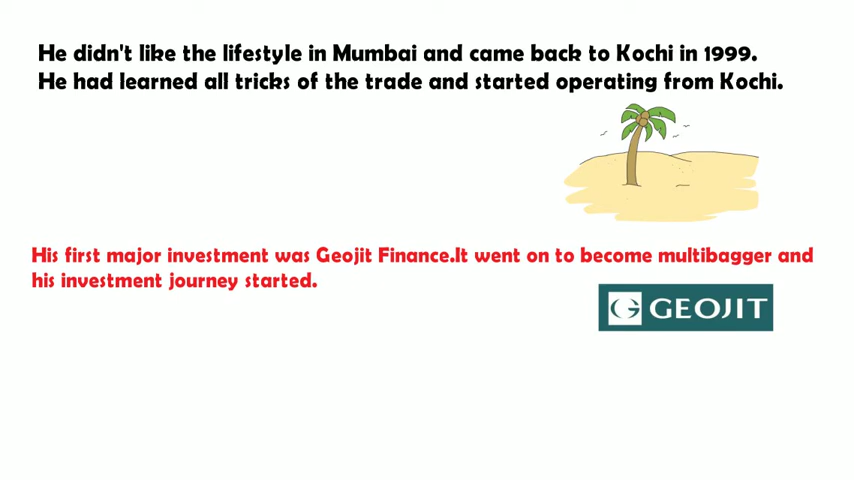 He didn't like the lifestyle in Mumbai and came back to Kochi in 1999.
He had learned all tricks of the trade and started operating from Kochi.
His first major investment was Geojit Finance.It went on to become multibagger and
his investment journey started.
GEOJIT